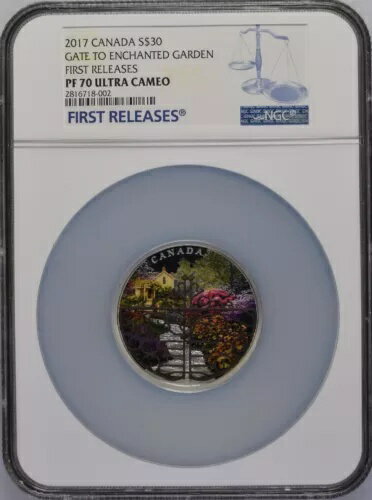 2017 CANADA S$30
GATE TO ENCHANTED GARDEN
FIRST RELEASES
PF 70 ULTRA CAMEO
2816718-002
FIRST RELEASES®
NGC®
CANADA